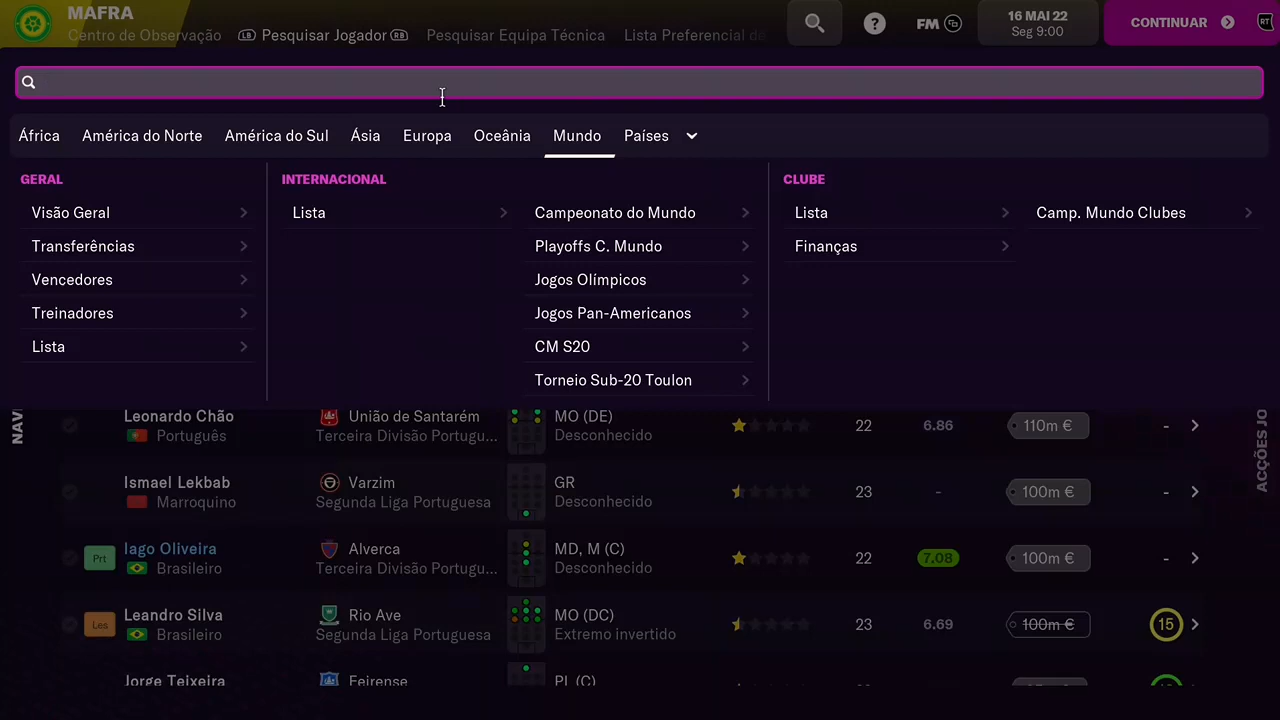 MAFRA
Centro de Observação
LB Pesquisar Jogador RB
Pesquisar Equipa Técnica
Lista Preferencial d
FM
16 MAI 22
Seg 9:00
CONTINUAR
RT
África
América do Norte
América do Sul
Ásia
Europa
Oceânia
Mundo
Países
GERAL
Visão Geral
Transferências
Vencedores
Treinadores
Lista
INTERNACIONAL
Lista
Campeonato do Mundo
Playoffs C. Mundo
Jogos Olímpicos
Jogos Pan-Americanos
CM S20
Torneio Sub-20 Toulon
CLUBE
Lista
Finanças
Camp. Mundo Clubes
NAV
ACÇÕES JO
Leonardo Chão
Português
União de Santarém
Terceira Divisão Portugu...
MO (DE)
Desconhecido
22
6.86
110m €
-
Ismael Lekbab
Marroquino
Varzim
Segunda Liga Portuguesa
GR
Desconhecido
23
-
100m €
-
Prt
Iago Oliveira
Brasileiro
Alverca
Terceira Divisão Portugu...
MD, M (C)
Desconhecido
22
7.08
100m €
-
Les
Leandro Silva
Brasileiro
Rio Ave
Segunda Liga Portuguesa
MO (DC)
Extremo invertido
23
6.69
100m €
15
Jorge Teixeira
Feirense
PL (C)